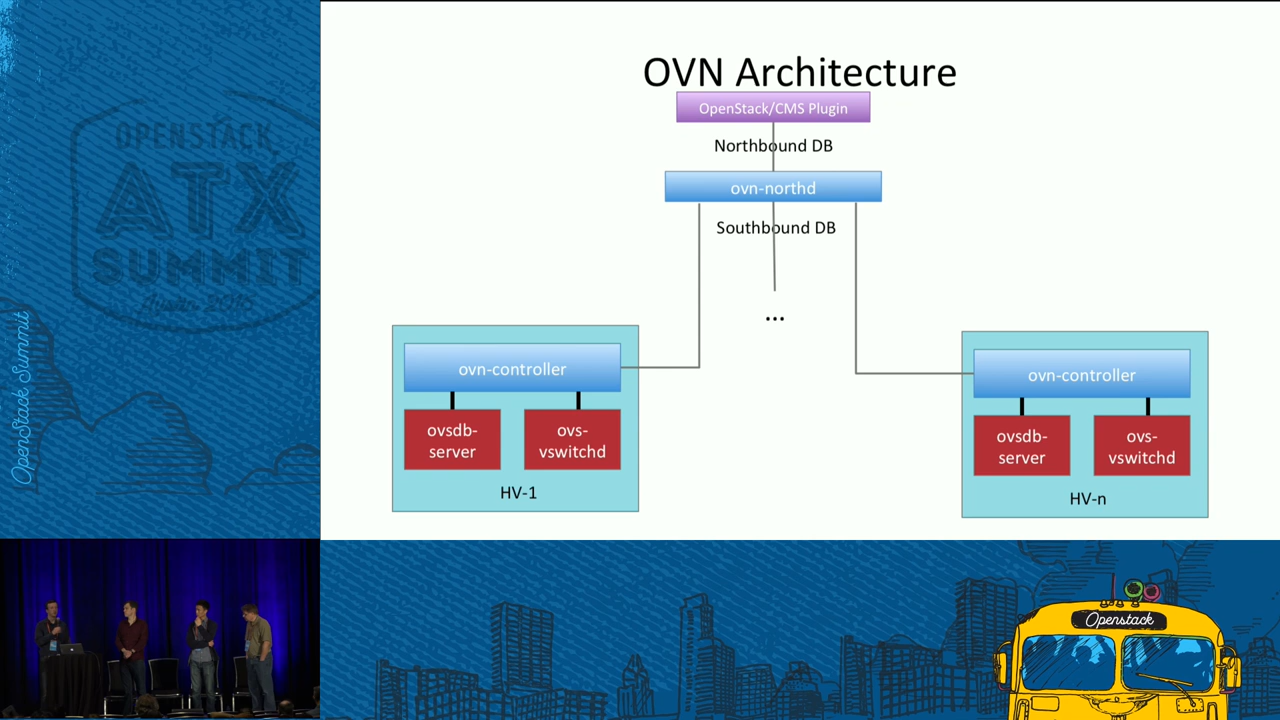 OPENSTACK
ATX
SUMMIT
Austin 2016
OpenStack Summit
OVN Architecture
OpenStack/CMS Plugin
Northbound DB
ovn-northd
Southbound DB
...
ovn-controller
ovsdb-
server
ovs-
vswitchd
HV-1
ovn-controller
ovsdb-
server
ovs-
vswitchd
HV-n
Openstack